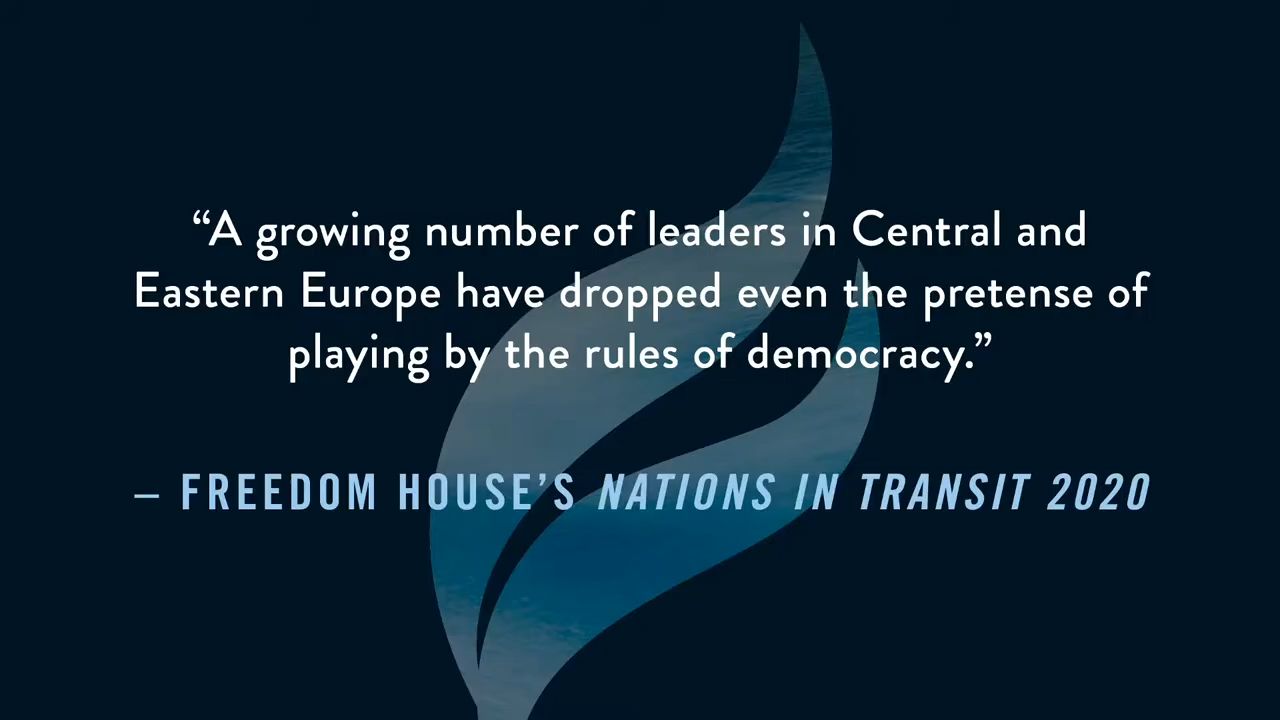 “A growing number of leaders in Central and
Eastern Europe have dropped even the pretense of
playing by the rules of democracy.”
– FREEDOM HOUSE’S NATIONS IN TRANSIT 2020